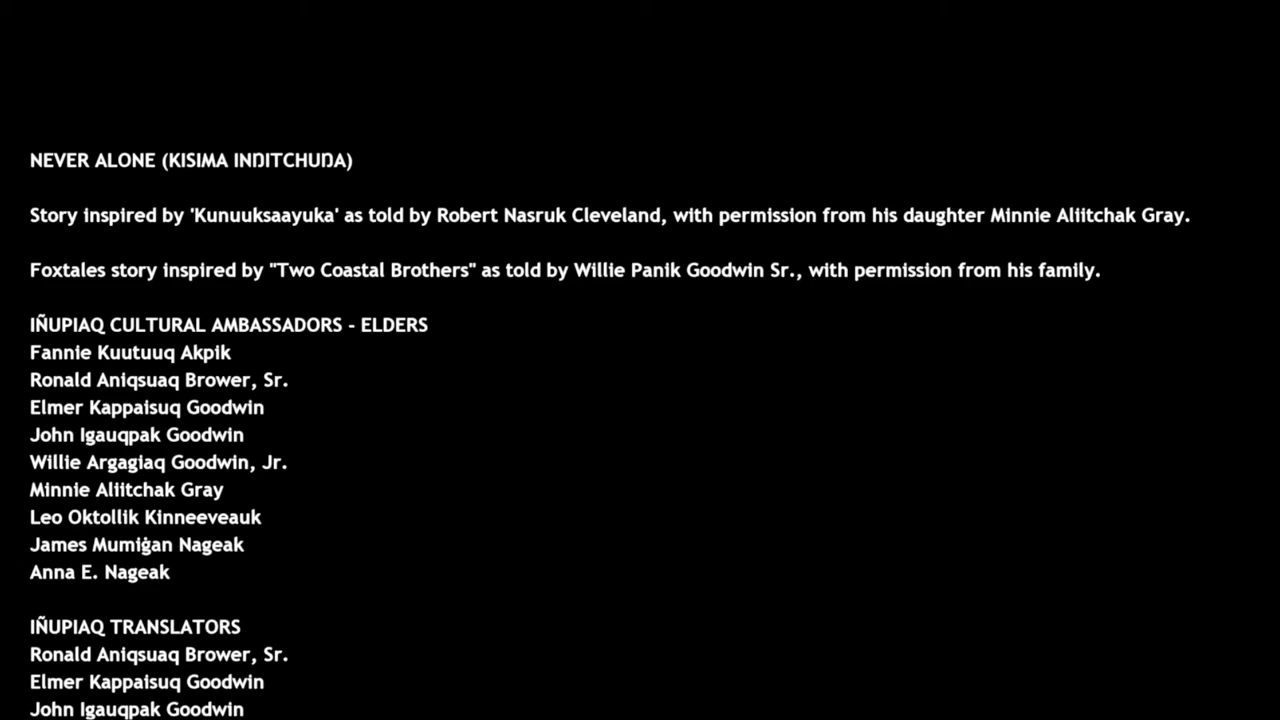 NEVER ALONE (KISIMA INŊITCHUŊA)
Story inspired by 'Kunuuksaayuka' as told by Robert Nasruk Cleveland, with permission from his daughter Minnie Aliitchak Gray.
Foxtales story inspired by "Two Coastal Brothers" as told by Willie Panik Goodwin Sr., with permission from his family.
IÑUPIAQ CULTURAL AMBASSADORS - ELDERS
Fannie Kuutuuq Akpik
Ronald Aniqsuaq Brower, Sr.
Elmer Kappaisuq Goodwin
John Igauqpak Goodwin
Willie Argagiaq Goodwin, Jr.
Minnie Aliitchak Gray
Leo Oktollik Kinneeveauk
James Mumiġan Nageak
Anna E. Nageak
IÑUPIAQ TRANSLATORS
Ronald Aniqsuaq Brower, Sr.
Elmer Kappaisuq Goodwin
John Igauqpak Goodwin